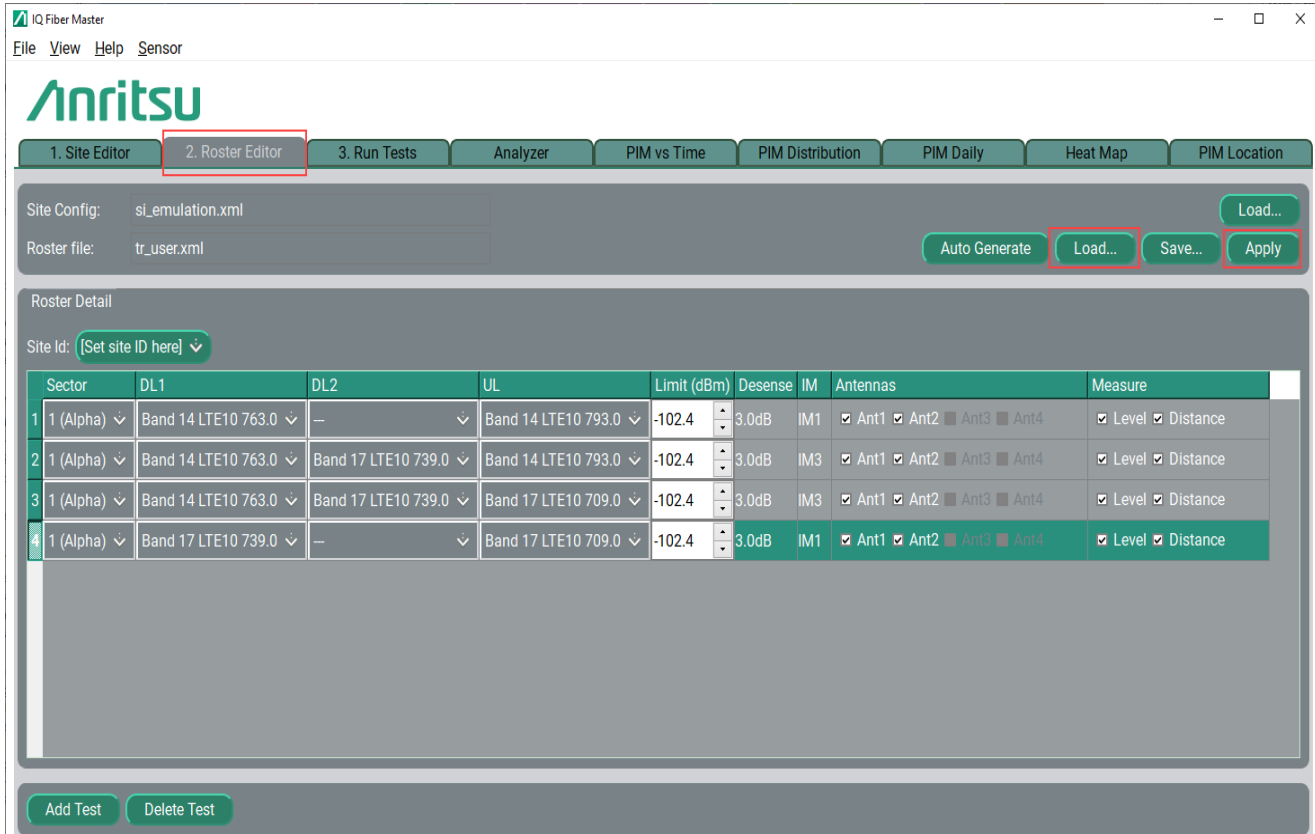 IQ Fiber Master
File View Help Sensor
Anritsu
1. Site Editor 2. Roster Editor 3. Run Tests Analyzer PIM vs Time PIM Distribution PIM Daily Heat Map PIM Location
Site Config: si_emulation.xml Load...
Roster file: tr_user.xml Auto Generate Load... Save... Apply
Roster Detail
Site Id: [Set site ID here]
Sector DL1 DL2 UL Limit (dBm) Desense IM Antennas Measure
1 1 (Alpha) Band 14 LTE10 763.0 --- Band 14 LTE10 793.0 -102.4 3.0dB IM1 Ant1 Ant2 Ant3 Ant4 Level Distance
2 1 (Alpha) Band 14 LTE10 763.0 Band 17 LTE10 739.0 Band 14 LTE10 793.0 -102.4 3.0dB IM3 Ant1 Ant2 Ant3 Ant4 Level Distance
3 1 (Alpha) Band 14 LTE10 763.0 Band 17 LTE10 739.0 Band 17 LTE10 709.0 -102.4 3.0dB IM3 Ant1 Ant2 Ant3 Ant4 Level Distance
4 1 (Alpha) Band 17 LTE10 739.0 --- Band 17 LTE10 709.0 -102.4 3.0dB IM1 Ant1 Ant2 Ant3 Ant4 Level Distance
Add Test Delete Test